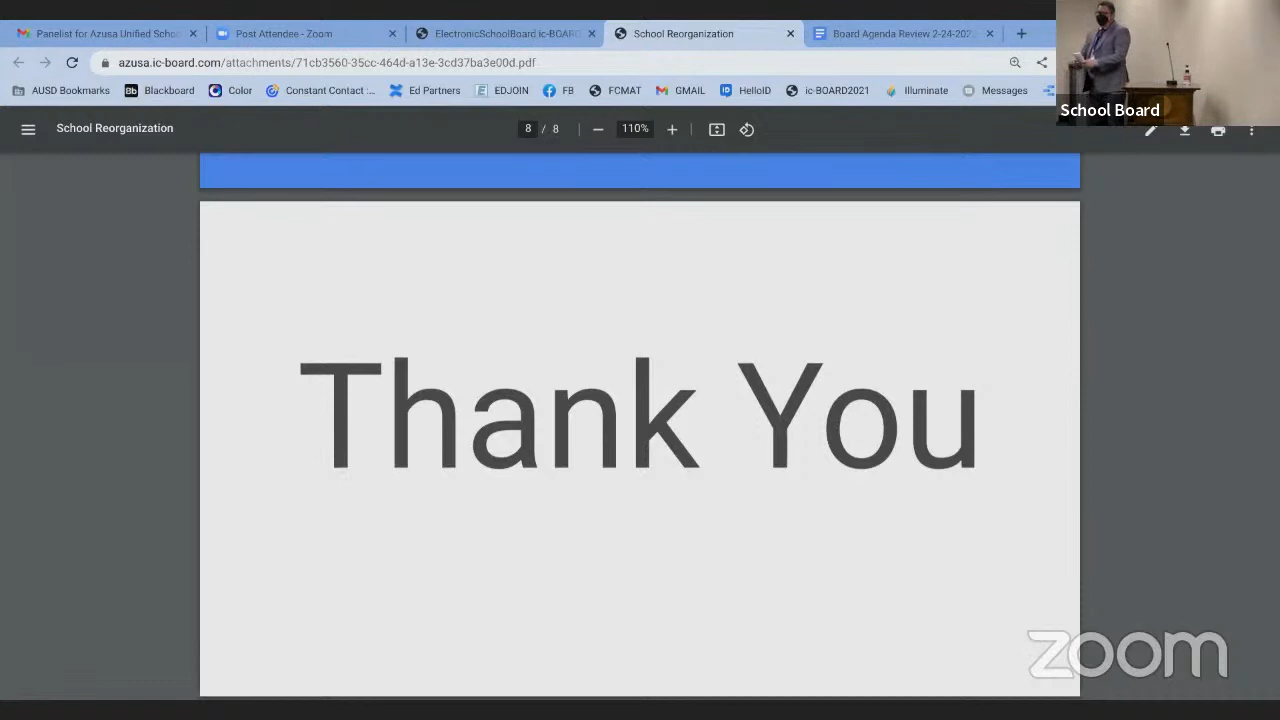 Panelist for Azusa Unified Schoo
Post Attendee - Zoom
ElectronicSchoolBoard ic-BOARD
School Reorganization
Board Agenda Review 2-24-202
azusa.ic-board.com/attachments/71cb3560-35cc-464d-a13e-3cd37ba3e00d.pdf
AUSD Bookmarks
Bb Blackboard
Color
Constant Contact :...
Ed Partners
E EDJOIN
FB
FCMAT
GMAIL
HelloID
ic-BOARD2021
Illuminate
Messages
School Board
School Reorganization
8 / 8
110%
Thank You
zoom